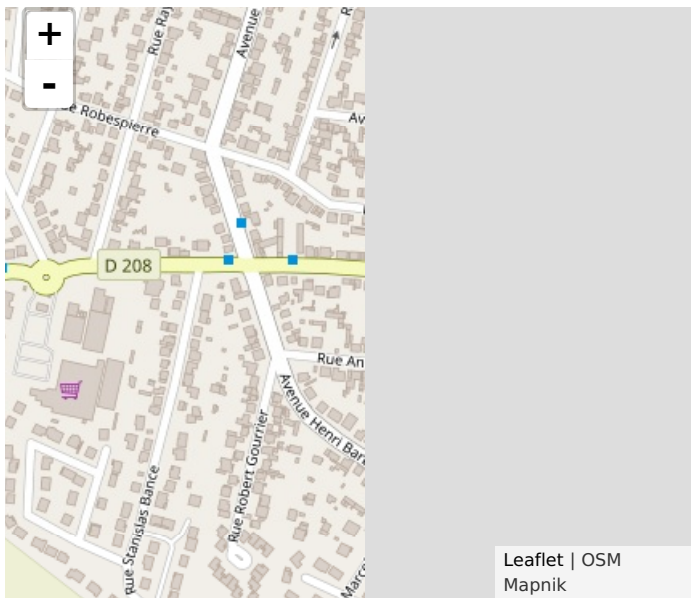 +
-
Rue Ray
Avenue
R
Robespierre
Av
D 208
Rue An
Avenue Henri Bar
Rue Robert Gourrier
Rue Stanislas Bance
Marce
Leaflet | OSM
Mapnik